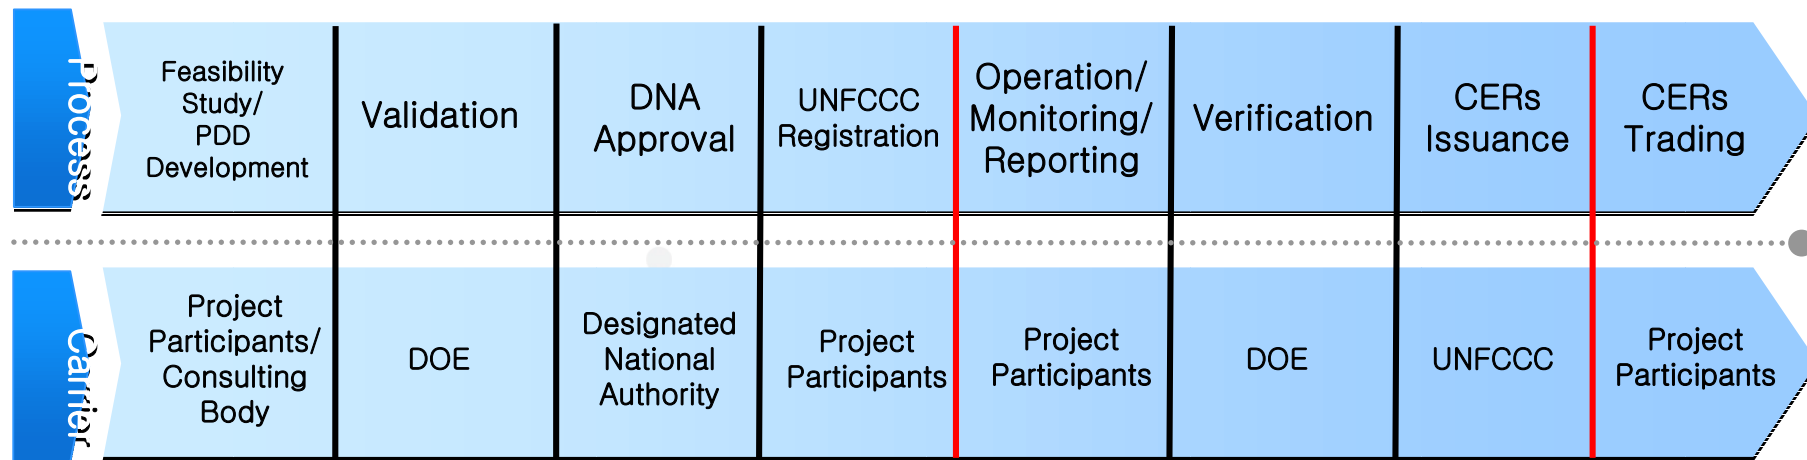 Process
Feasibility
Study/
PDD
Development
Validation
DNA
Approval
UNFCCC
Registration
Operation/
Monitoring/
Reporting
Verification
CERs
Issuance
CERs
Trading
Carrier
Project
Participants/
Consulting
Body
DOE
Designated
National
Authority
Project
Participants
Project
Participants
DOE
UNFCCC
Project
Participants